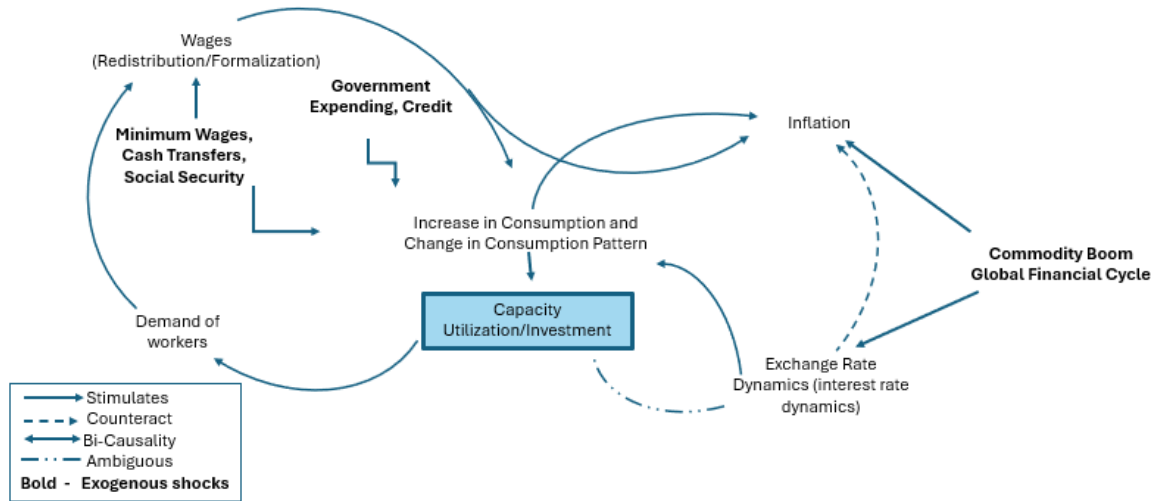 Wages
(Redistribution/Formalization)
Government
Expending, Credit
Minimum Wages,
Cash Transfers,
Social Security
Inflation
Increase in Consumption and
Change in Consumption Pattern
Commodity Boom
Global Financial Cycle
Capacity
Utilization/Investment
Demand of
workers
Exchange Rate
Dynamics (interest rate
dynamics)
Stimulates
Counteract
Bi-Causality
Ambiguous
Bold - Exogenous shocks